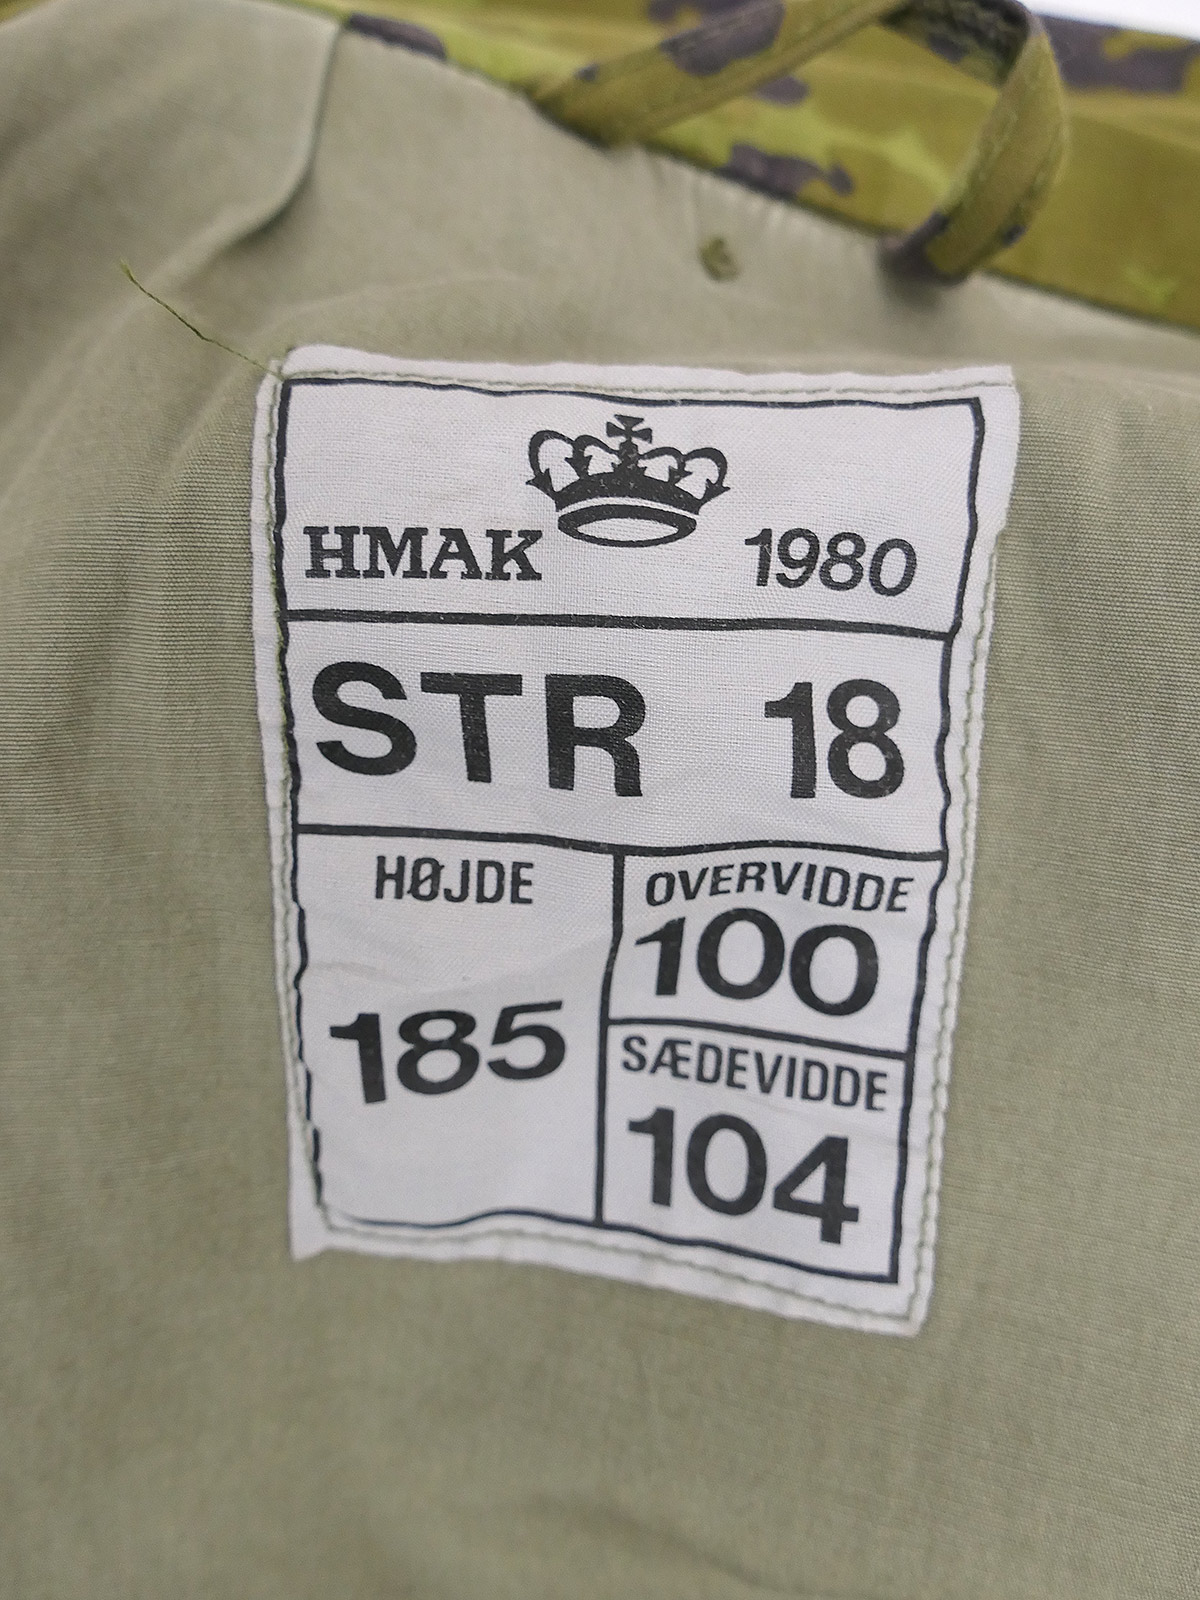 HMAK 1980
STR 18
HØJDE
185
OVERVIDDE
100
SÆDEVIDDE
104